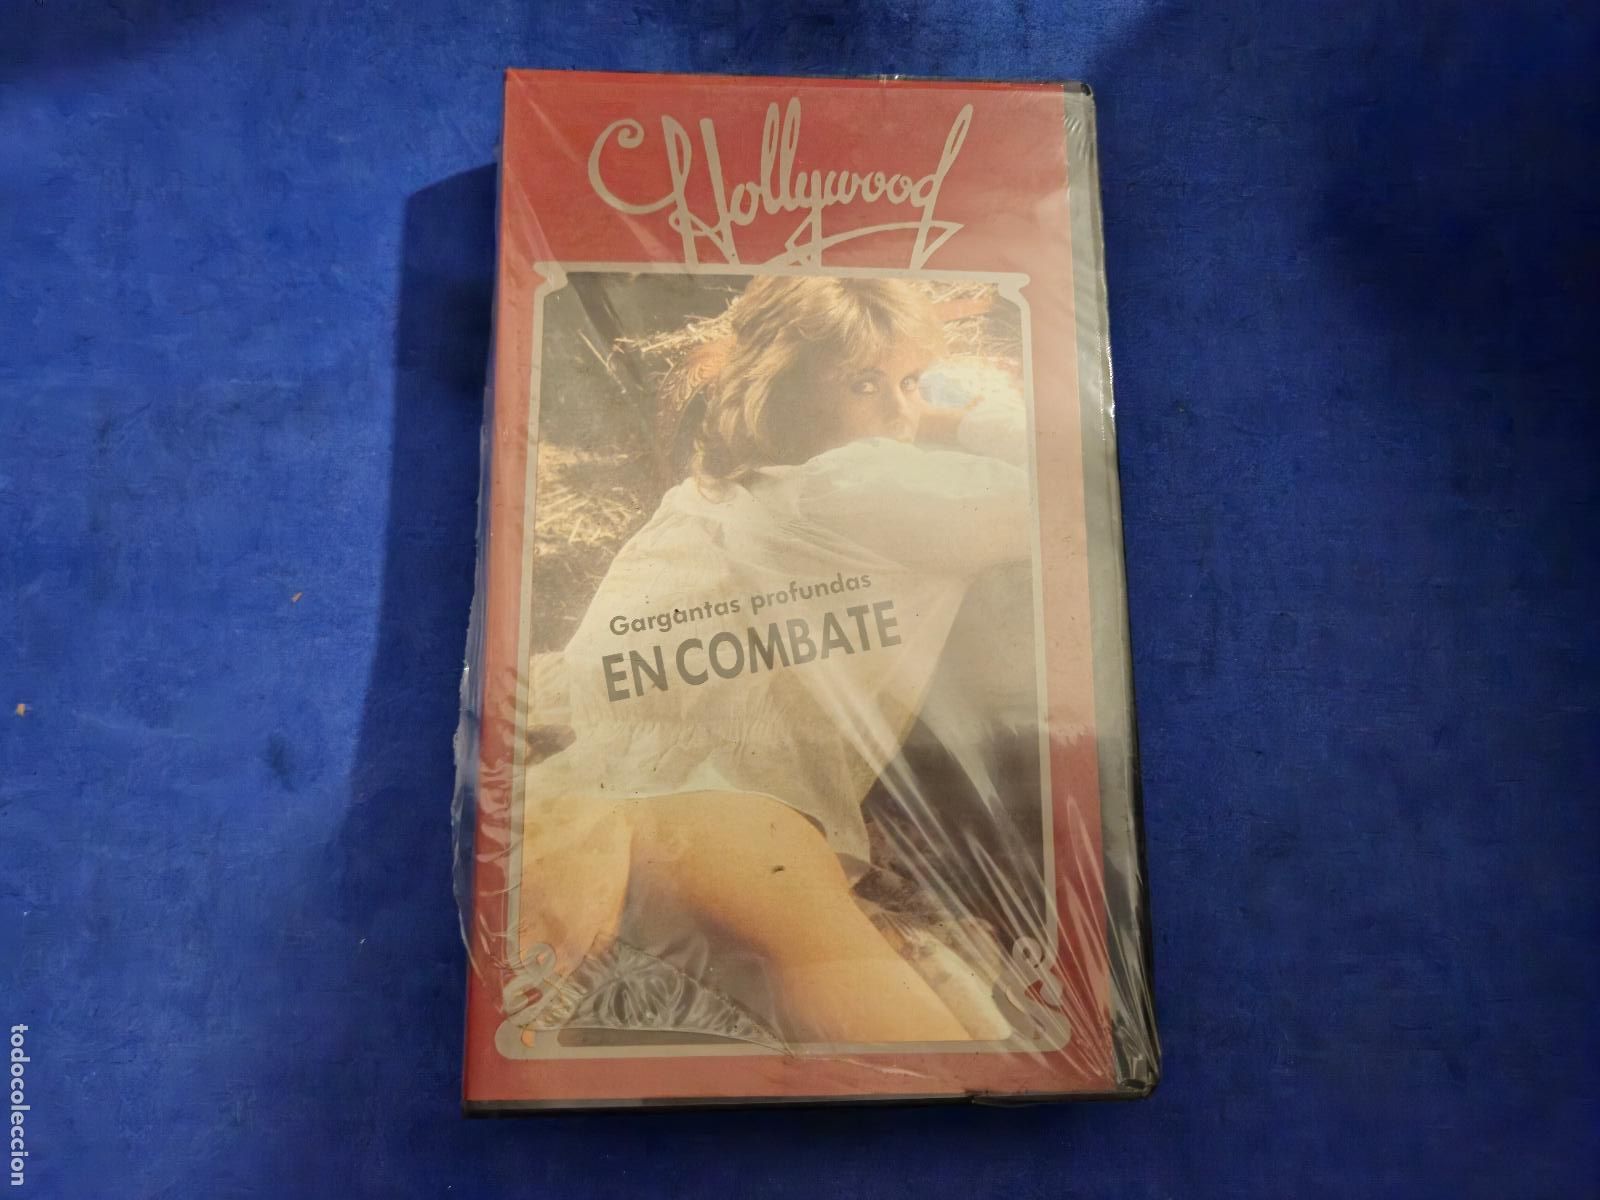 Hollywood
Gargantas profundas
EN COMBATE
todocoleccion